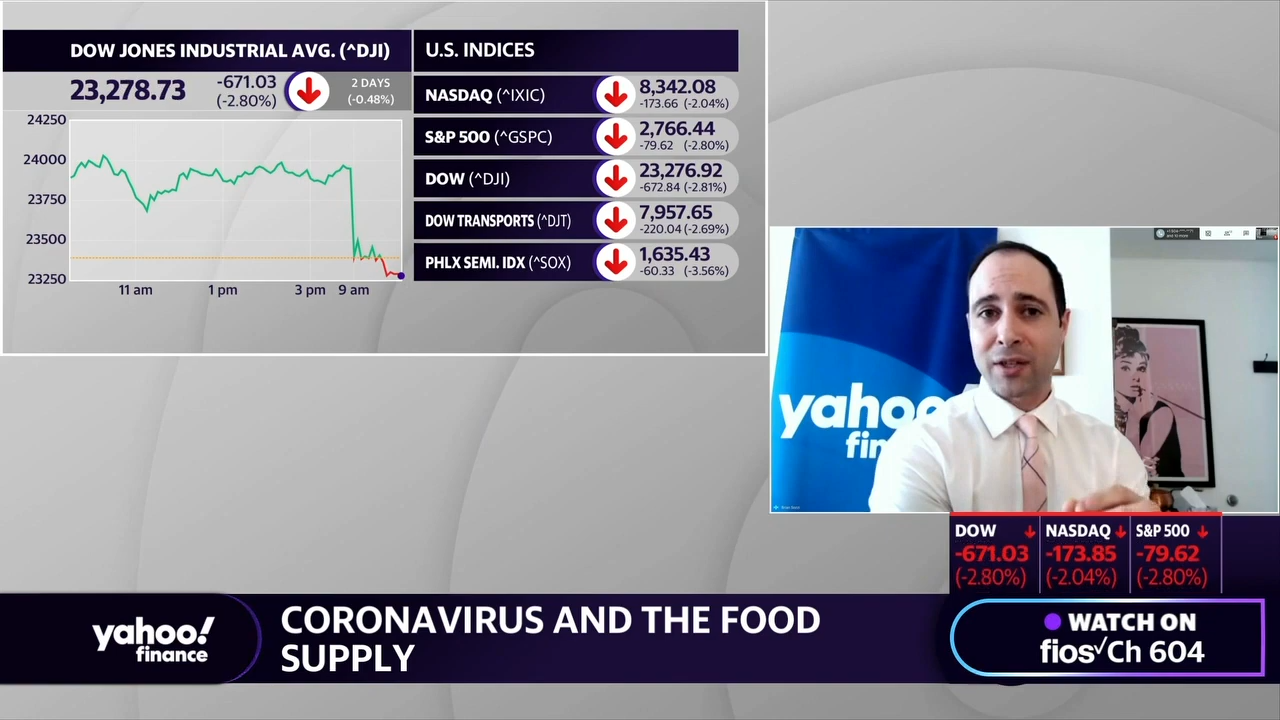 DOW JONES INDUSTRIAL AVG. (^DJI)
23,278.73
-671.03
(-2.80%)
2 DAYS
(-0.48%)
24250
24000
23750
23500
23250
11 am
1 pm
3 pm
9 am
U.S. INDICES
NASDAQ (^IXIC)
8,342.08
-173.66 (-2.04%)
S&P 500 (^GSPC)
2,766.44
-79.62 (-2.80%)
DOW (^DJI)
23,276.92
-672.84 (-2.81%)
DOW TRANSPORTS (^DJT)
7,957.65
-220.04 (-2.69%)
PHLX SEMI. IDX (^SOX)
1,635.43
-60.33 (-3.56%)
yahoo
fin
DOW
-671.03
(-2.80%)
NASDAQ
-173.85
(-2.04%)
S&P 500
-79.62
(-2.80%)
yahoo!
finance
CORONAVIRUS AND THE FOOD
SUPPLY
WATCH ON
fios✓Ch 604